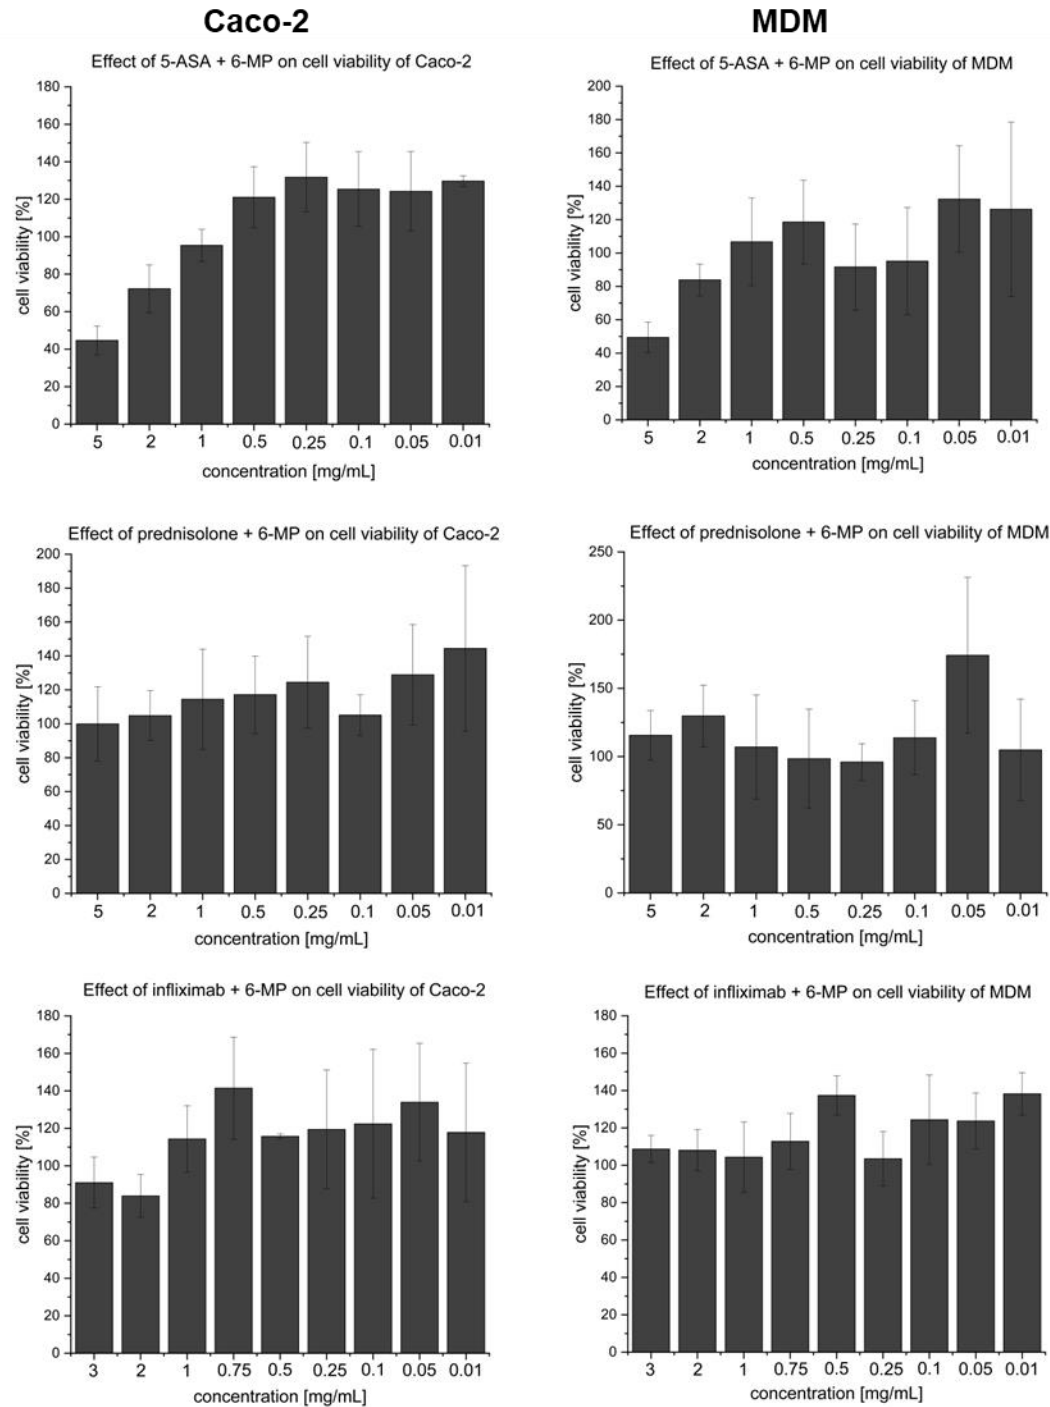 Caco-2
MDM
Effect of 5-ASA + 6-MP on cell viability of Caco-2
180
160
140
120
100
80
60
40
20
0
cell viability [%]
5 2 1 0.5 0.25 0.1 0.05 0.01
concentration [mg/mL]
Effect of 5-ASA + 6-MP on cell viability of MDM
200
180
160
140
120
100
80
60
40
20
0
cell viability [%]
5 2 1 0.5 0.25 0.1 0.05 0.01
concentration [mg/mL]
Effect of prednisolone + 6-MP on cell viability of Caco-2
200
180
160
140
120
100
80
60
40
20
0
cell viability [%]
5 2 1 0.5 0.25 0.1 0.05 0.01
concentration [mg/mL]
Effect of prednisolone + 6-MP on cell viability of MDM
250
200
150
100
50
0
cell viability [%]
5 2 1 0.5 0.25 0.1 0.05 0.01
concentration [mg/mL]
Effect of infliximab + 6-MP on cell viability of Caco-2
180
160
140
120
100
80
60
40
20
0
cell viability [%]
3 2 1 0.75 0.5 0.25 0.1 0.05 0.01
concentration [mg/mL]
Effect of infliximab + 6-MP on cell viability of MDM
180
160
140
120
100
80
60
40
20
0
cell viability [%]
3 2 1 0.75 0.5 0.25 0.1 0.05 0.01
concentration [mg/mL]